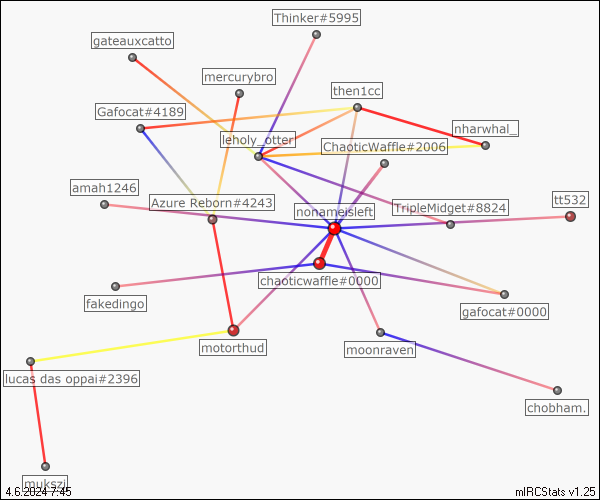 Thinker#5995
gateauxcatto
mercurybro
then1cc
Gafocat#4189
nharwhal_
leholy_otter
ChaoticWaffle#2006
amah1246
tt532
Azure Reborn#4243
TripleMidget#8824
nonameisleft
chaoticwaffle#0000
fakedingo
gafocat#0000
motorthud
moonraven
lucas das oppai#2396
chobham.
mukszi
4.6.2024 7:45
mIRCStats v1.25